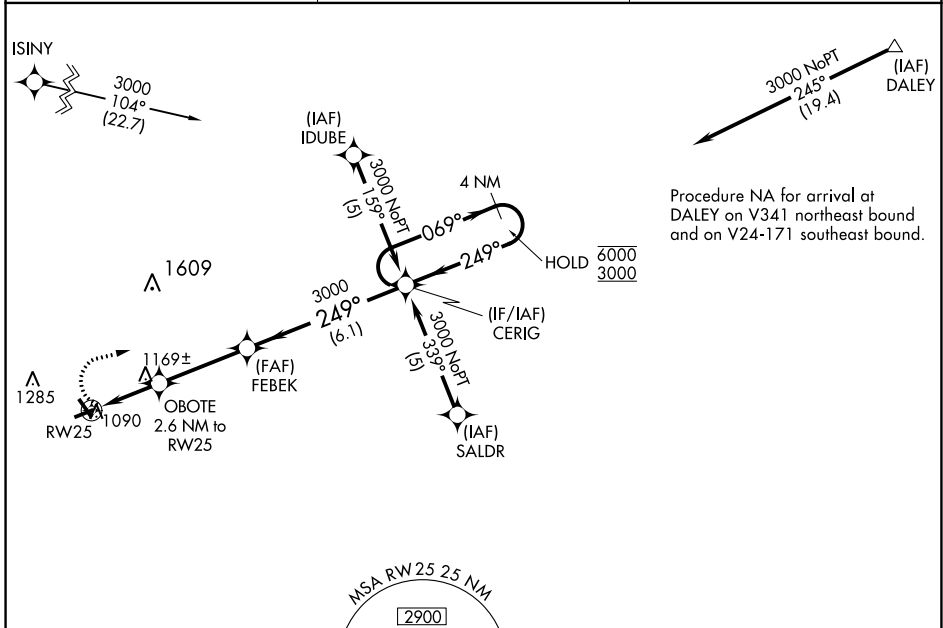 ISINY
3000
104°
(22.7)
(IAF)
IDUBE
3000 NoPT
159°
(5)
4 NM
069°
249°
HOLD 6000
3000
3000 NoPT
245°
(19.4)
(IAF)
DALEY
Procedure NA for arrival at
DALEY on V341 northeast bound
and on V24-171 southeast bound.
1609
3000
249°
(6.1)
(IF/IAF)
CERIG
3000 NoPT
339°
(5)
(IAF)
SALDR
(FAF)
FEBEK
1169±
OBOTE
2.6 NM to
RW25
1285
1090
RW25
MSA RW25 25 NM
2900